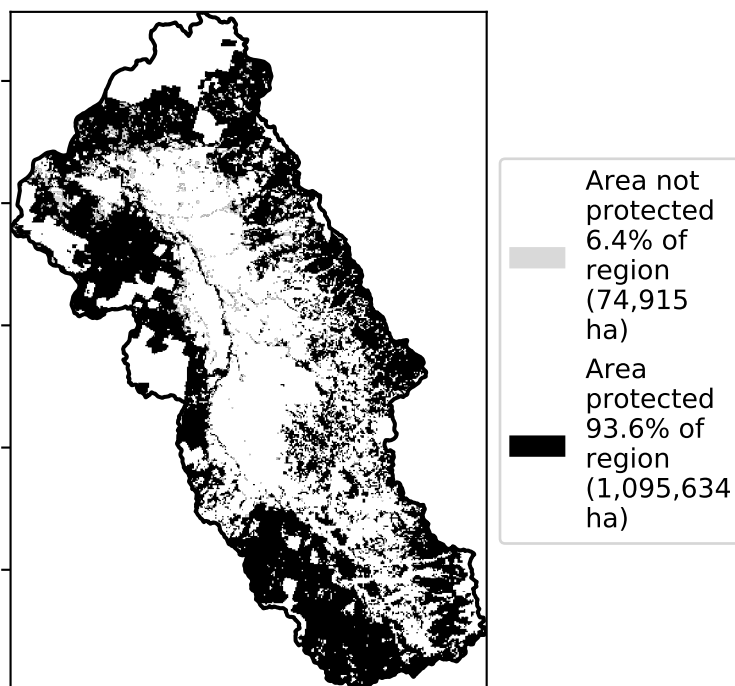 Area not
protected
6.4% of
region
(74,915
ha)
Area
protected
93.6% of
region
(1,095,634
ha)